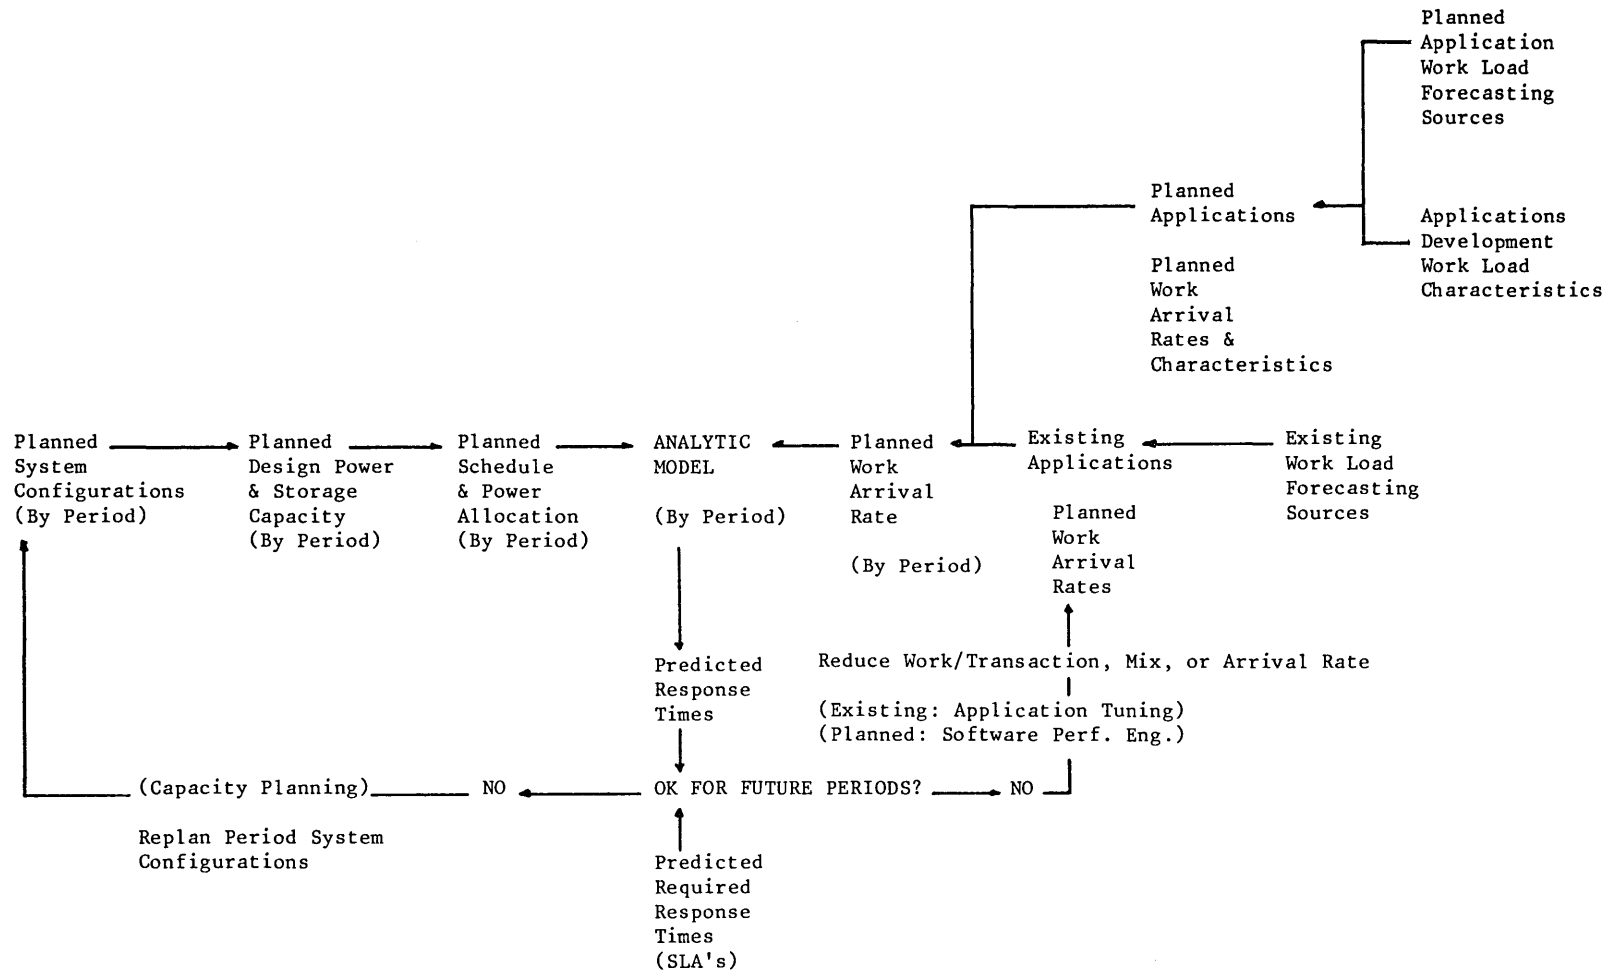 Planned
Application
Work Load
Forecasting
Sources
Planned
Applications
Applications
Development
Work Load
Characteristics
Planned
Work
Arrival
Rates &
Characteristics
Planned
System
Configurations
(By Period)
Planned
Design Power
& Storage
Capacity
(By Period)
Planned
Schedule
& Power
Allocation
(By Period)
ANALYTIC
MODEL
(By Period)
Planned
Work
Arrival
Rate
(By Period)
Existing
Applications
Planned
Work
Arrival
Rates
Existing
Work Load
Forecasting
Sources
Predicted
Response
Times
Reduce Work/Transaction, Mix, or Arrival Rate
(Existing: Application Tuning)
(Planned: Software Perf. Eng.)
(Capacity Planning)
NO
OK FOR FUTURE PERIODS?
NO
Replan Period System
Configurations
Predicted
Required
Response
Times
(SLA's)